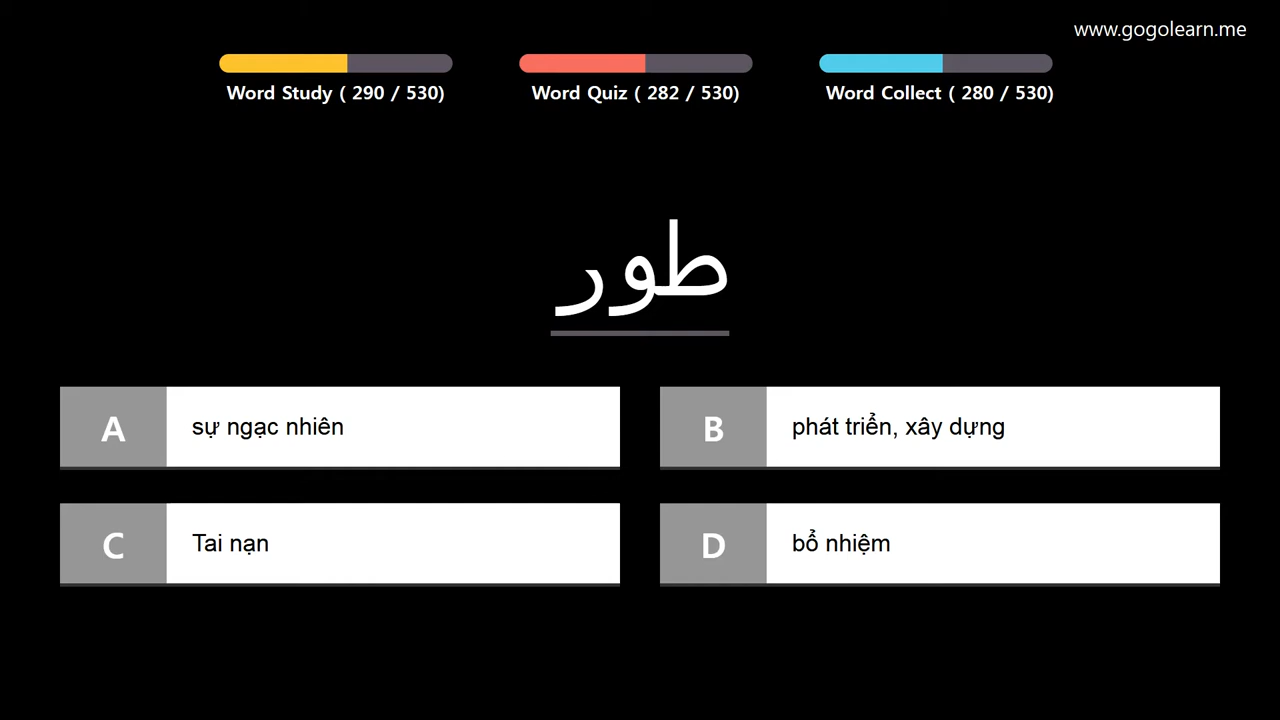 www.gogolearn.me
Word Study ( 290 / 530)
Word Quiz ( 282 / 530)
Word Collect ( 280 / 530)
طور
A
sự ngạc nhiên
B
phát triển, xây dựng
C
Tai nạn
D
bổ nhiệm